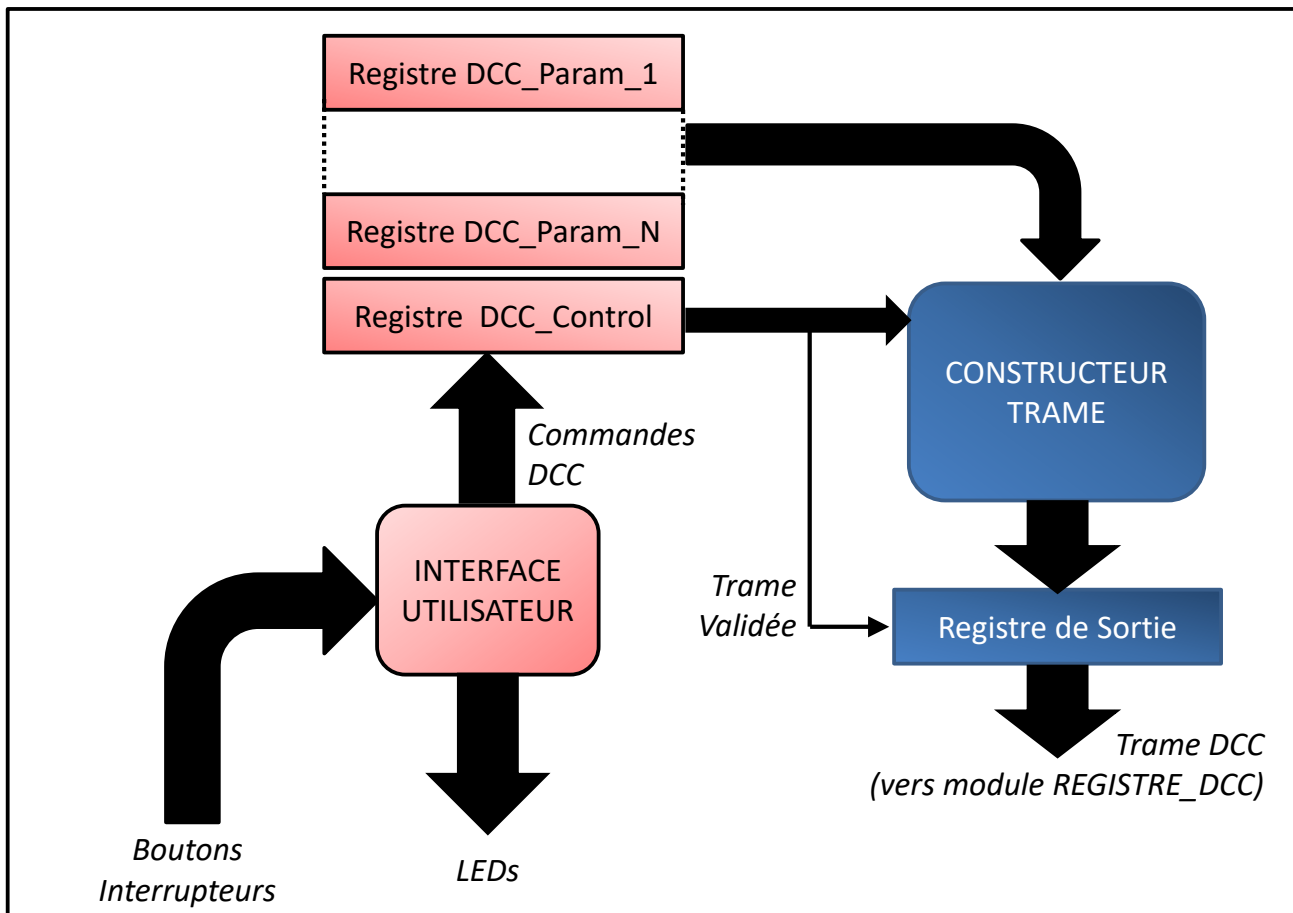 Registre DCC_Param_1
Registre DCC_Param_N
Registre DCC_Control
CONSTRUCTEUR
TRAME
Commandes
DCC
INTERFACE
UTILISATEUR
Trame
Validée
Registre de Sortie
Trame DCC
(vers module REGISTRE_DCC)
Boutons
Interrupteurs
LEDs